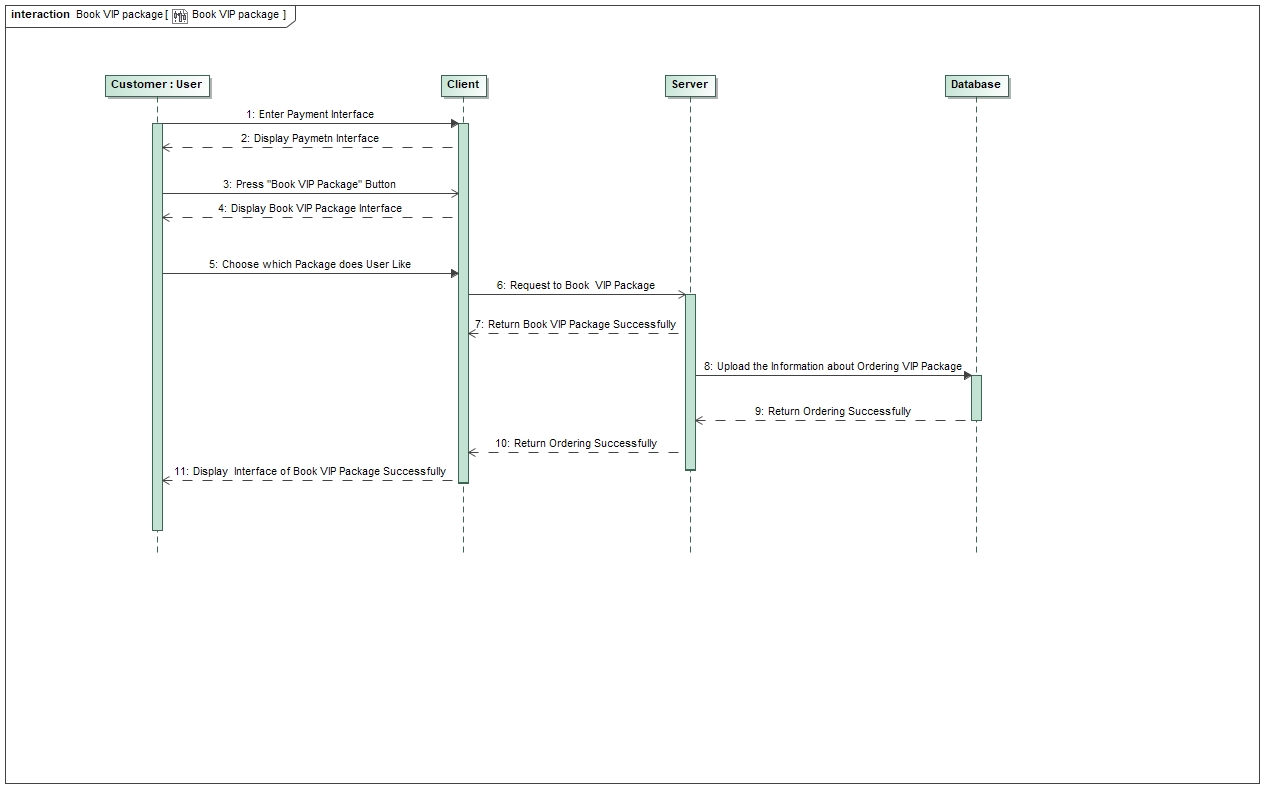 interaction Book VIP package [ Book VIP package ]
Customer : User
Client
Server
Database
1: Enter Payment Interface
2: Display Paymetn Interface
3: Press "Book VIP Package" Button
4: Display Book VIP Package Interface
5: Choose which Package does User Like
6: Request to Book  VIP Package
7: Return Book VIP Package Successfully
8: Upload the Information about Ordering VIP Package
9: Return Ordering Successfully
10: Return Ordering Successfully
11: Display  Interface of Book VIP Package Successfully